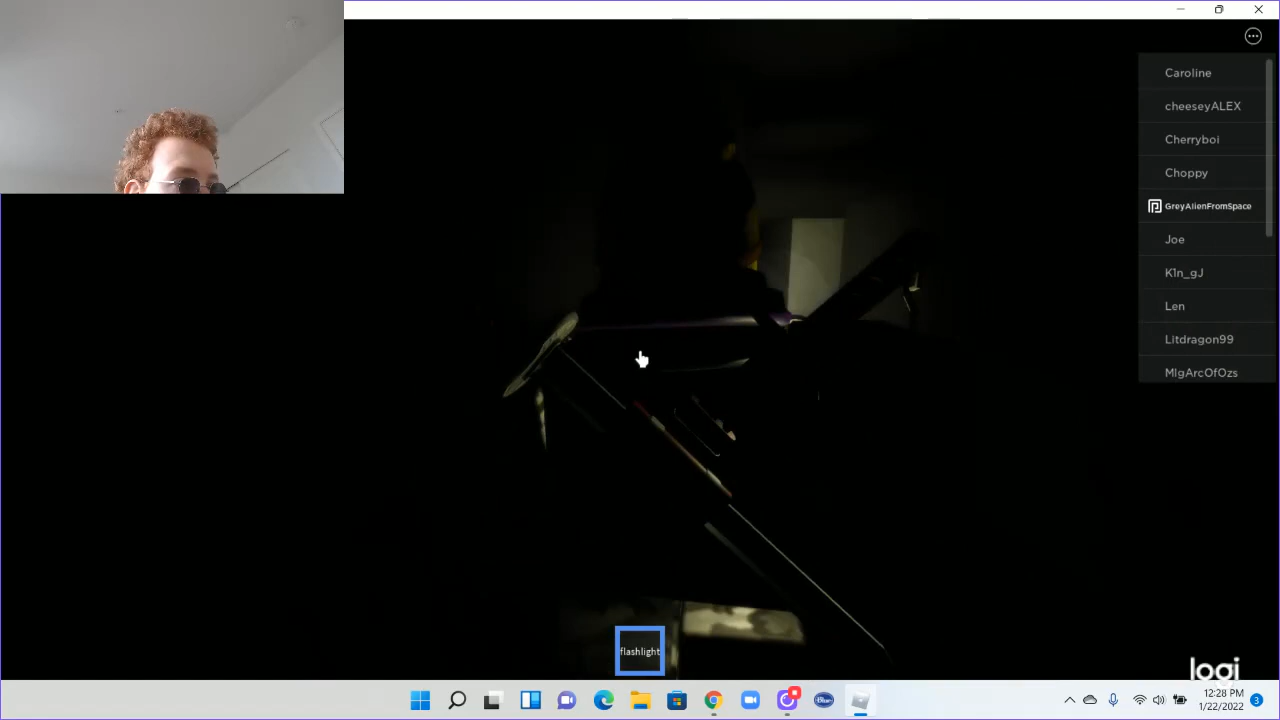 Caroline
cheeseyALEX
Cherryboi
Choppy
GreyAlienFromSpace
Joe
K1n_gJ
Len
Litdragon99
MlgArcOfOzs
flashlight
logi
12:28 PM
1/22/2022
3